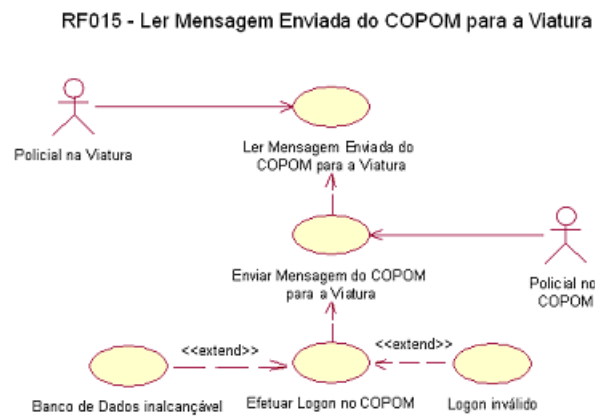 RF015 - Ler Mensagem Enviada do COPOM para a Viatura
Policial na Viatura
Ler Mensagem Enviada do
COPOM para a Viatura
Enviar Mensagem do COPOM
para a Viatura
Policial no
COPOM
<<extend>>
<<extend>>
Banco de Dados inalcançável
Efetuar Logon no COPOM
Logon inválido